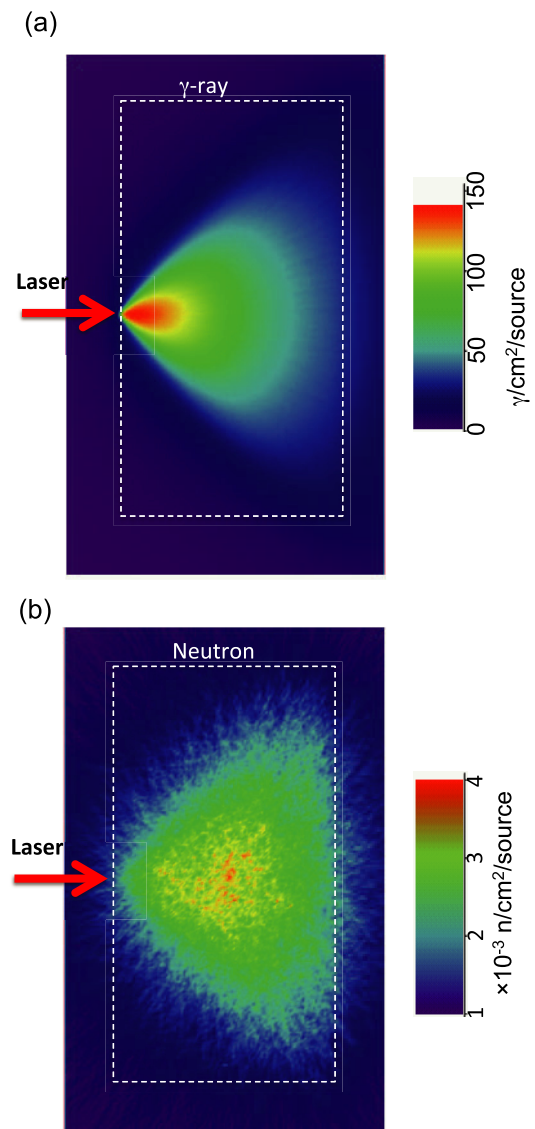 (a)
γ-ray
Laser
150
100
50
0
γ/cm²/source
(b)
Neutron
Laser
4
3
2
1
×10⁻³ n/cm²/source